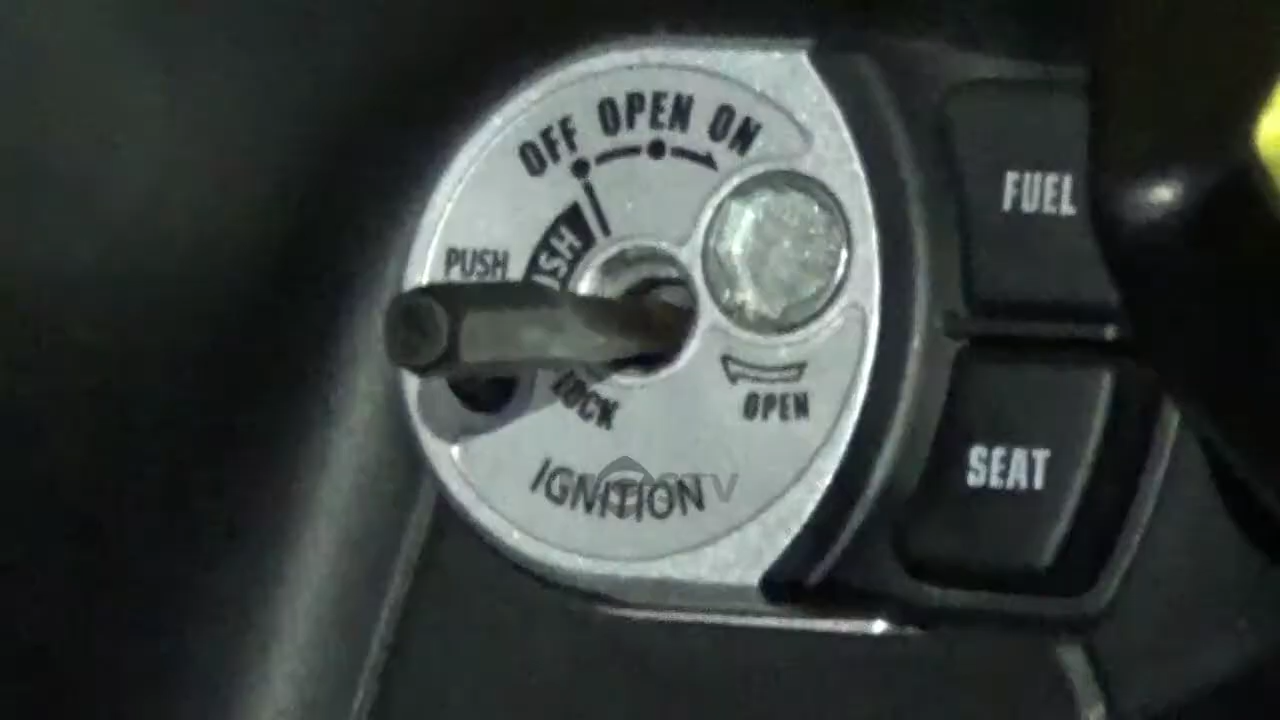 OFF OPEN ON
PUSH
LOCK
OPEN
IGNITION
FUEL
SEAT